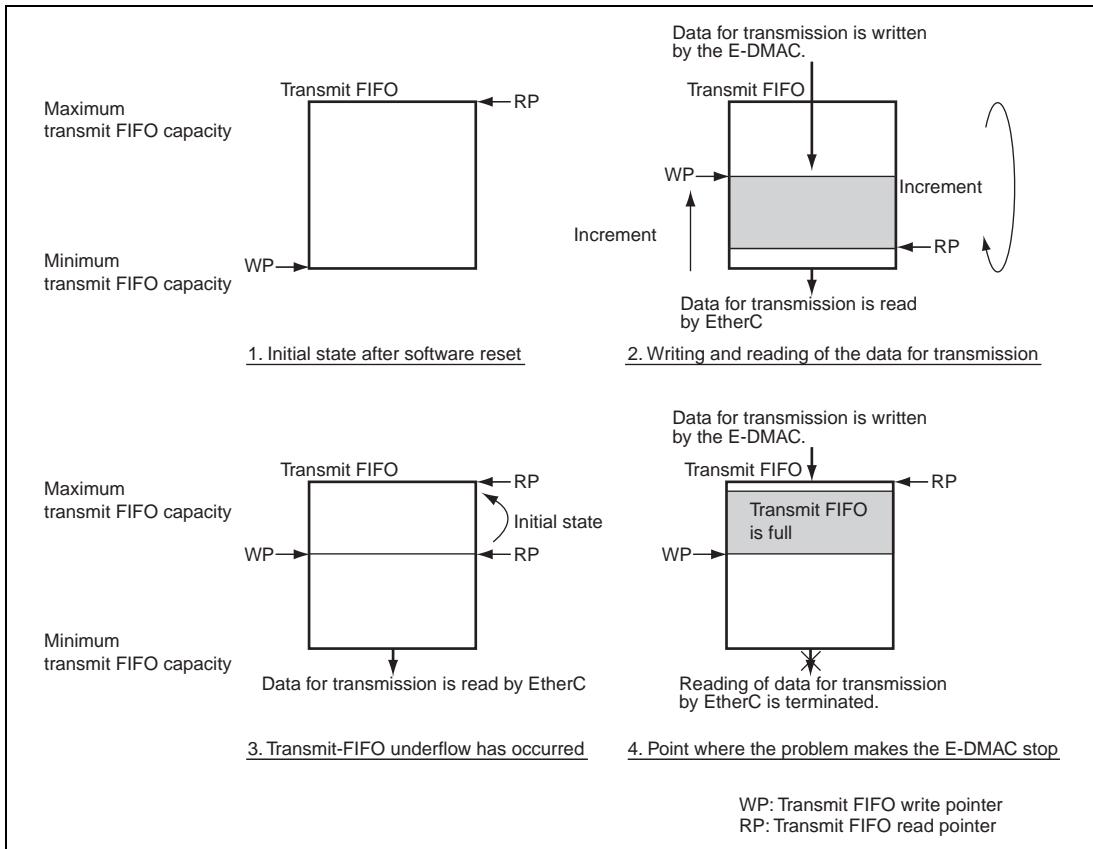 Transmit FIFO
RP
Maximum
transmit FIFO capacity
Minimum
transmit FIFO capacity
WP
1. Initial state after software reset
Data for transmission is written
by the E-DMAC.
Transmit FIFO
WP
Increment
Increment
RP
Data for transmission is read
by EtherC
2. Writing and reading of the data for transmission
Transmit FIFO
RP
Maximum
transmit FIFO capacity
Initial state
WP
RP
Minimum
transmit FIFO capacity
Data for transmission is read by EtherC
3. Transmit-FIFO underflow has occurred
Data for transmission is written
by the E-DMAC.
Transmit FIFO
RP
Transmit FIFO
is full
WP
Reading of data for transmission
by EtherC is terminated.
4. Point where the problem makes the E-DMAC stop
WP: Transmit FIFO write pointer
RP: Transmit FIFO read pointer